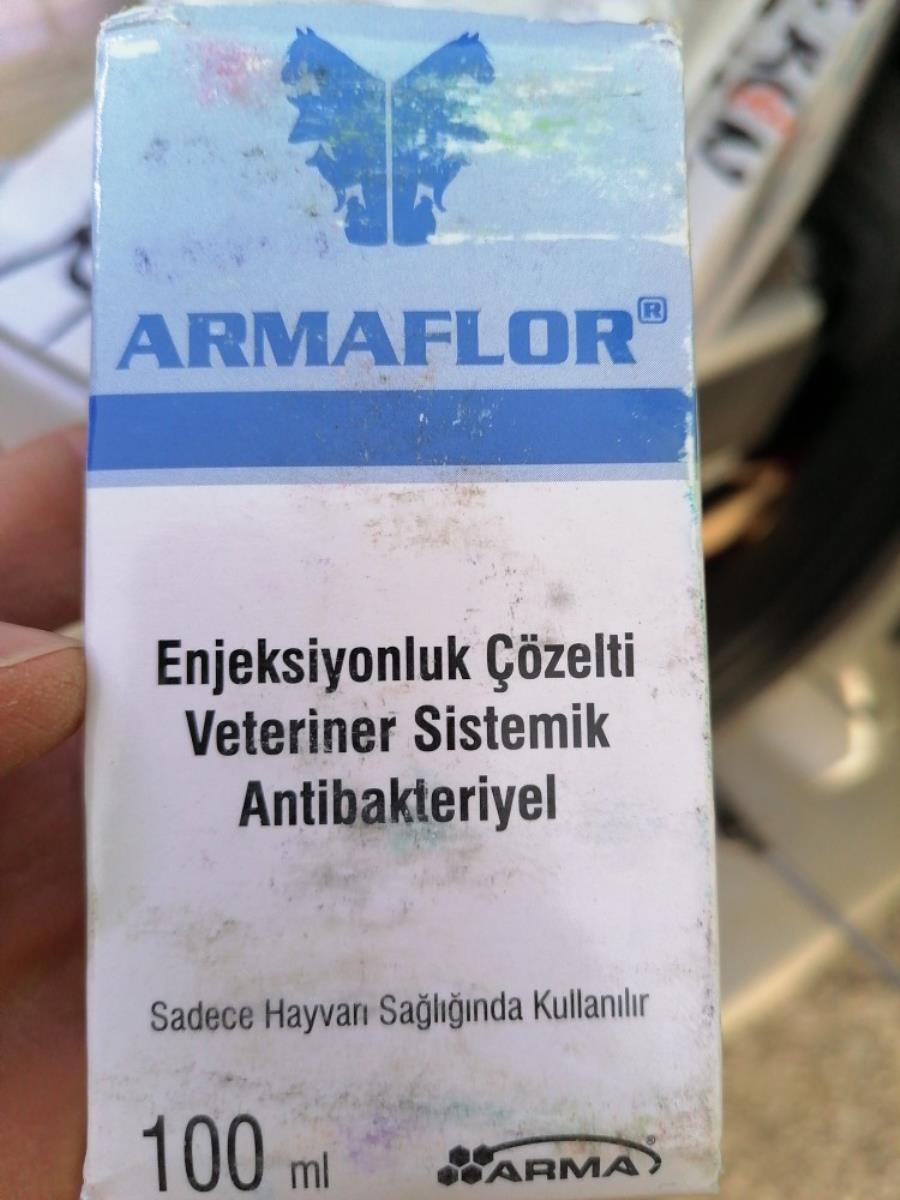 ARMAFLOR®
Enjeksiyonluk Çözelti
Veteriner Sistemik
Antibakteriyel
Sadece Hayvan Sağlığında Kullanılır
100 ml
ARMA®